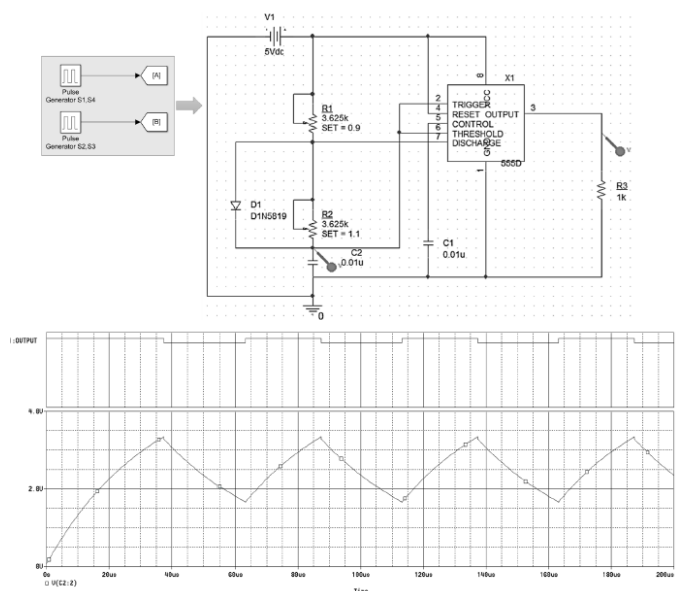 V1
5Vdc
[A]
Pulse
Generator S1,S4
[B]
Pulse
Generator S2,S3
R1
3.625k
SET = 0.9
X1
8
VCC
2
TRIGGER
4
RESET OUTPUT
3
5
CONTROL
6
THRESHOLD
7
DISCHARGE
GND
1
555D
V
D1
D1N5819
R2
3.625k
SET = 1.1
C2
0.01u
V
C1
0.01u
R3
1k
0
:OUTPUT
4.0V
2.0V
0V
0s 20us 40us 60us 80us 100us 120us 140us 160us 180us 200us
V(C2:2)
Time